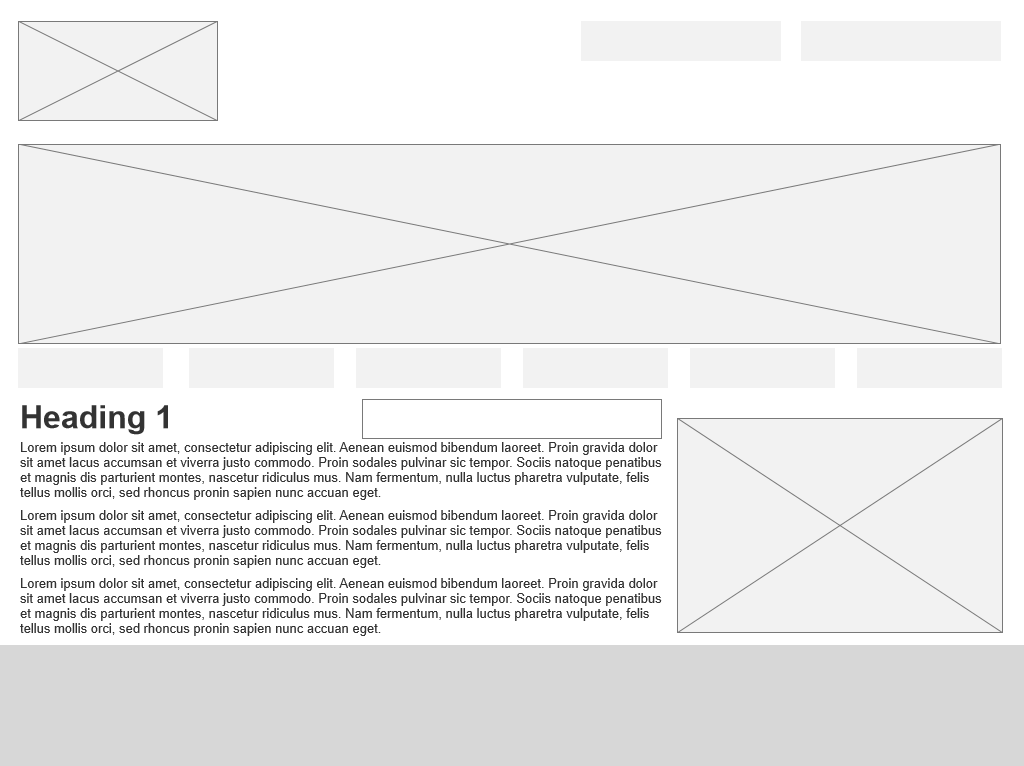 Heading 1
Lorem ipsum dolor sit amet, consectetur adipiscing elit. Aenean euismod bibendum laoreet. Proin gravida dolor
sit amet lacus accumsan et viverra justo commodo. Proin sodales pulvinar sic tempor. Sociis natoque penatibus
et magnis dis parturient montes, nascetur ridiculus mus. Nam fermentum, nulla luctus pharetra vulputate, felis
tellus mollis orci, sed rhoncus pronin sapien nunc accuan eget.
Lorem ipsum dolor sit amet, consectetur adipiscing elit. Aenean euismod bibendum laoreet. Proin gravida dolor
sit amet lacus accumsan et viverra justo commodo. Proin sodales pulvinar sic tempor. Sociis natoque penatibus
et magnis dis parturient montes, nascetur ridiculus mus. Nam fermentum, nulla luctus pharetra vulputate, felis
tellus mollis orci, sed rhoncus pronin sapien nunc accuan eget.
Lorem ipsum dolor sit amet, consectetur adipiscing elit. Aenean euismod bibendum laoreet. Proin gravida dolor
sit amet lacus accumsan et viverra justo commodo. Proin sodales pulvinar sic tempor. Sociis natoque penatibus
et magnis dis parturient montes, nascetur ridiculus mus. Nam fermentum, nulla luctus pharetra vulputate, felis
tellus mollis orci, sed rhoncus pronin sapien nunc accuan eget.